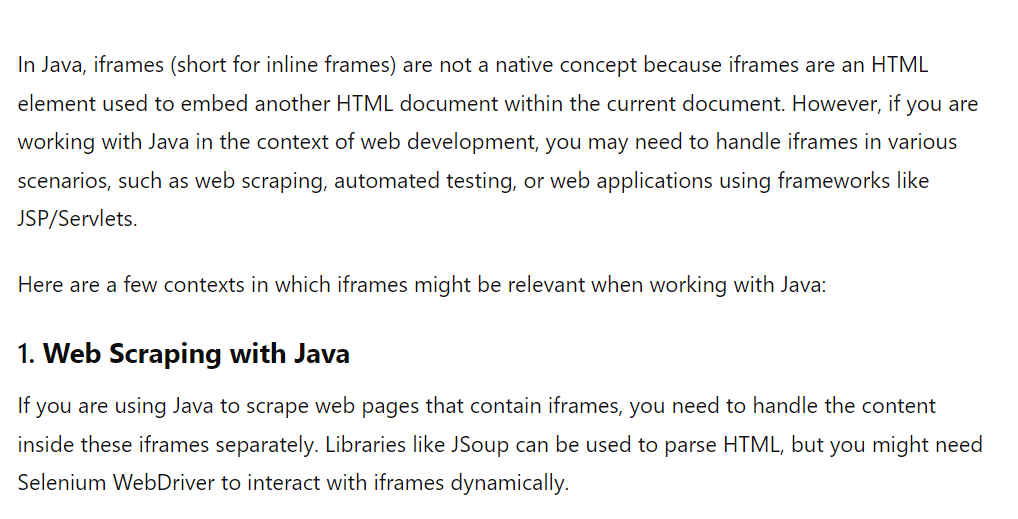 In Java, iframes (short for inline frames) are not a native concept because iframes are an HTML
element used to embed another HTML document within the current document. However, if you are
working with Java in the context of web development, you may need to handle iframes in various
scenarios, such as web scraping, automated testing, or web applications using frameworks like
JSP/Servlets.
Here are a few contexts in which iframes might be relevant when working with Java:
1. Web Scraping with Java
If you are using Java to scrape web pages that contain iframes, you need to handle the content
inside these iframes separately. Libraries like JSoup can be used to parse HTML, but you might need
Selenium WebDriver to interact with iframes dynamically.